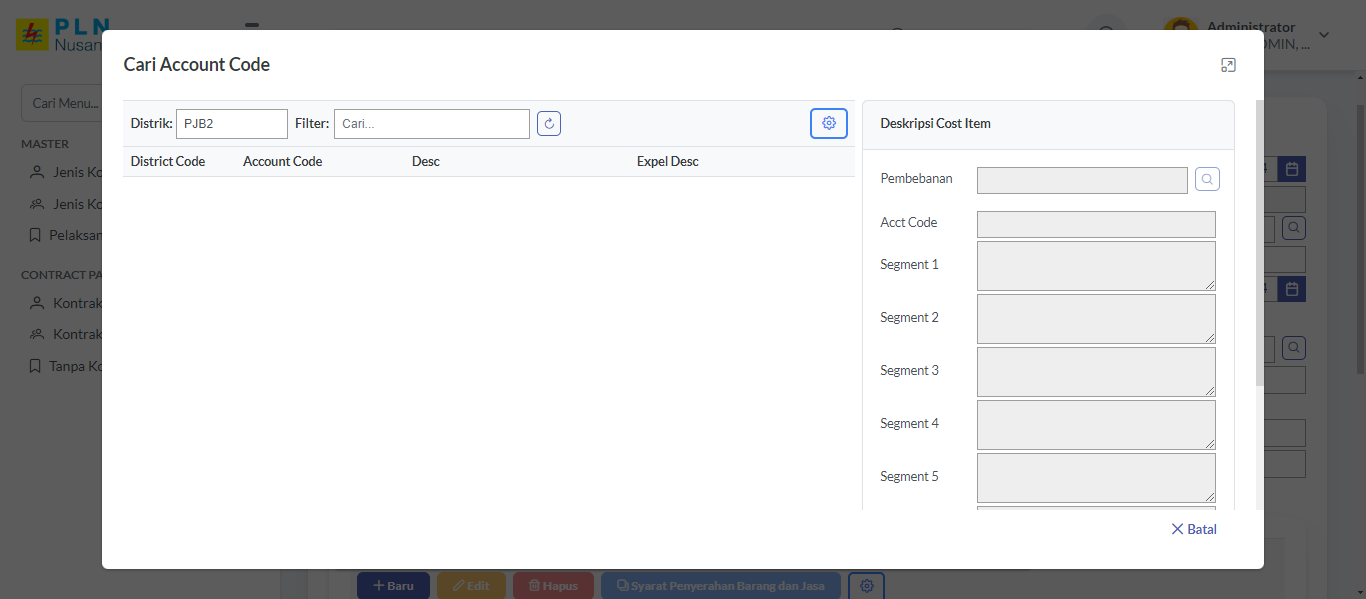 PLN
Nusan
Administrator
DMIN, ...
Cari Account Code
Cari Menu...
Distrik: PJB2 Filter: Cari...
Deskripsi Cost Item
District Code Account Code Desc Expel Desc
MASTER
Jenis Ko
Jenis Ko
Pelaksan
CONTRACT PA
Kontrak
Kontrak
Tanpa Ko
Pembebanan
Acct Code
Segment 1
Segment 2
Segment 3
Segment 4
Segment 5
Batal
Baru Edit Hapus Syarat Penyerahan Barang dan Jasa